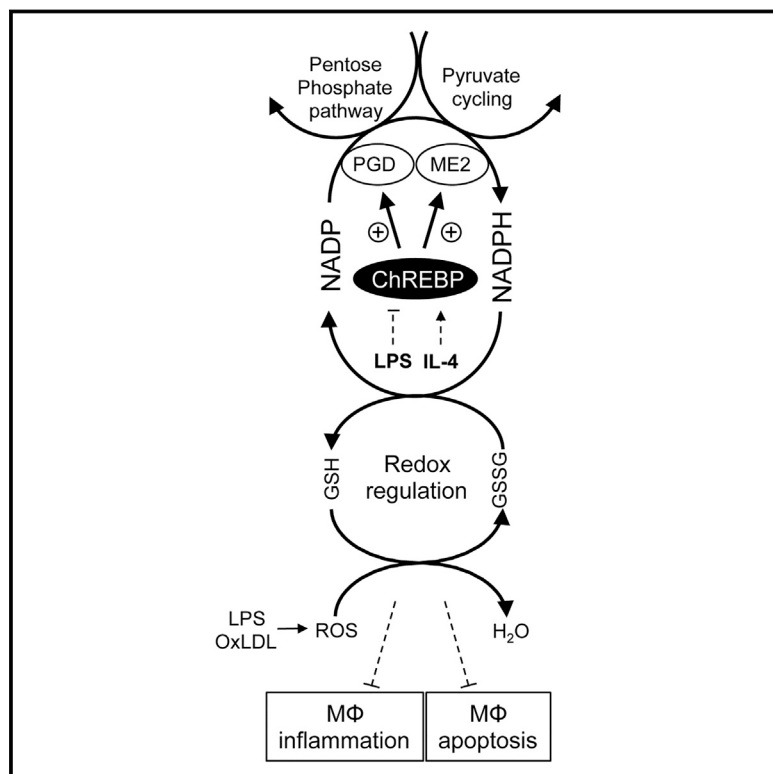 Pentose
Phosphate
pathway
Pyruvate
cycling
PGD
ME2
NADP
NADPH
+
+
ChREBP
LPS
IL-4
GSH
Redox
regulation
GSSG
LPS
OxLDL
ROS
H₂O
MΦ
inflammation
MΦ
apoptosis